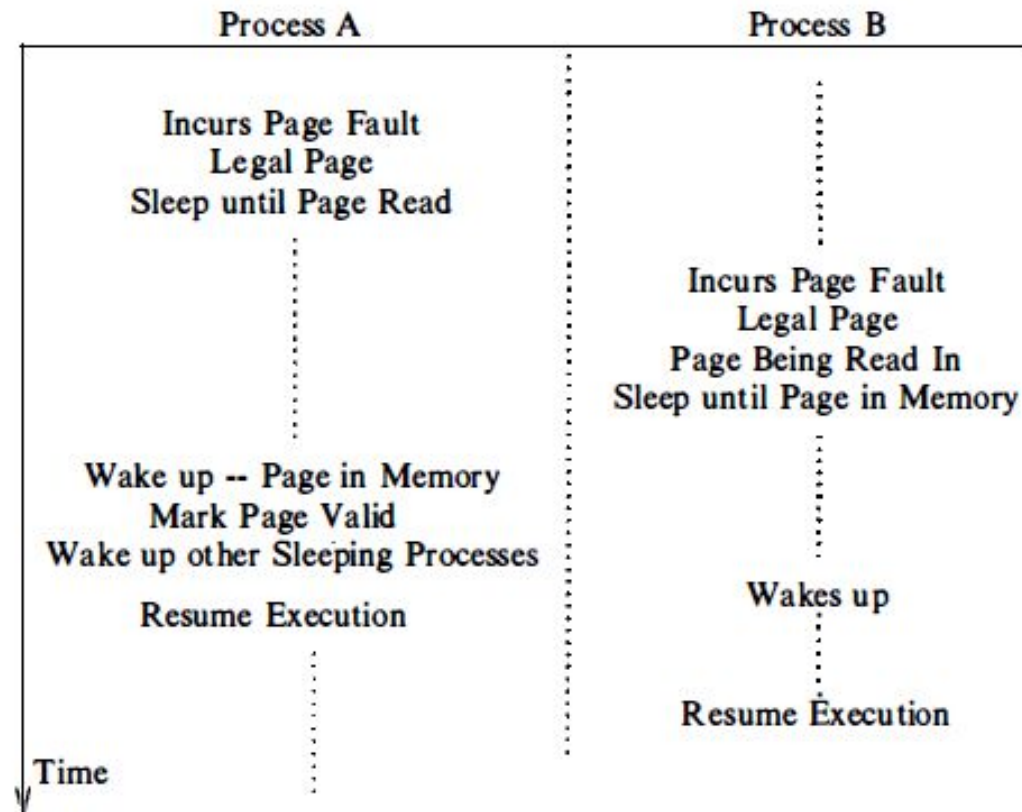 Process A
Process B
Incurs Page Fault
Legal Page
Sleep until Page Read
Incurs Page Fault
Legal Page
Page Being Read In
Sleep until Page in Memory
Wake up -- Page in Memory
Mark Page Valid
Wake up other Sleeping Processes
Wakes up
Resume Execution
Resume Execution
Time